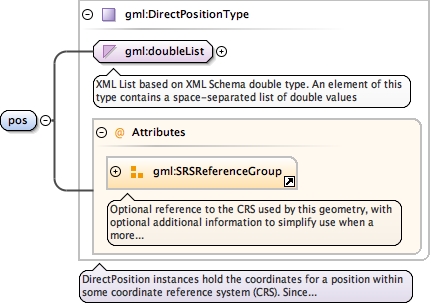 gml:DirectPositionType
gml:doubleList
XML List based on XML Schema double type. An element of this
type contains a space-separated list of double values
pos
@ Attributes
gml:SRSReferenceGroup
Optional reference to the CRS used by this geometry, with
optional additional information to simplify use when a
more...
DirectPosition instances hold the coordinates for a position within
some coordinate reference system (CRS). Since...